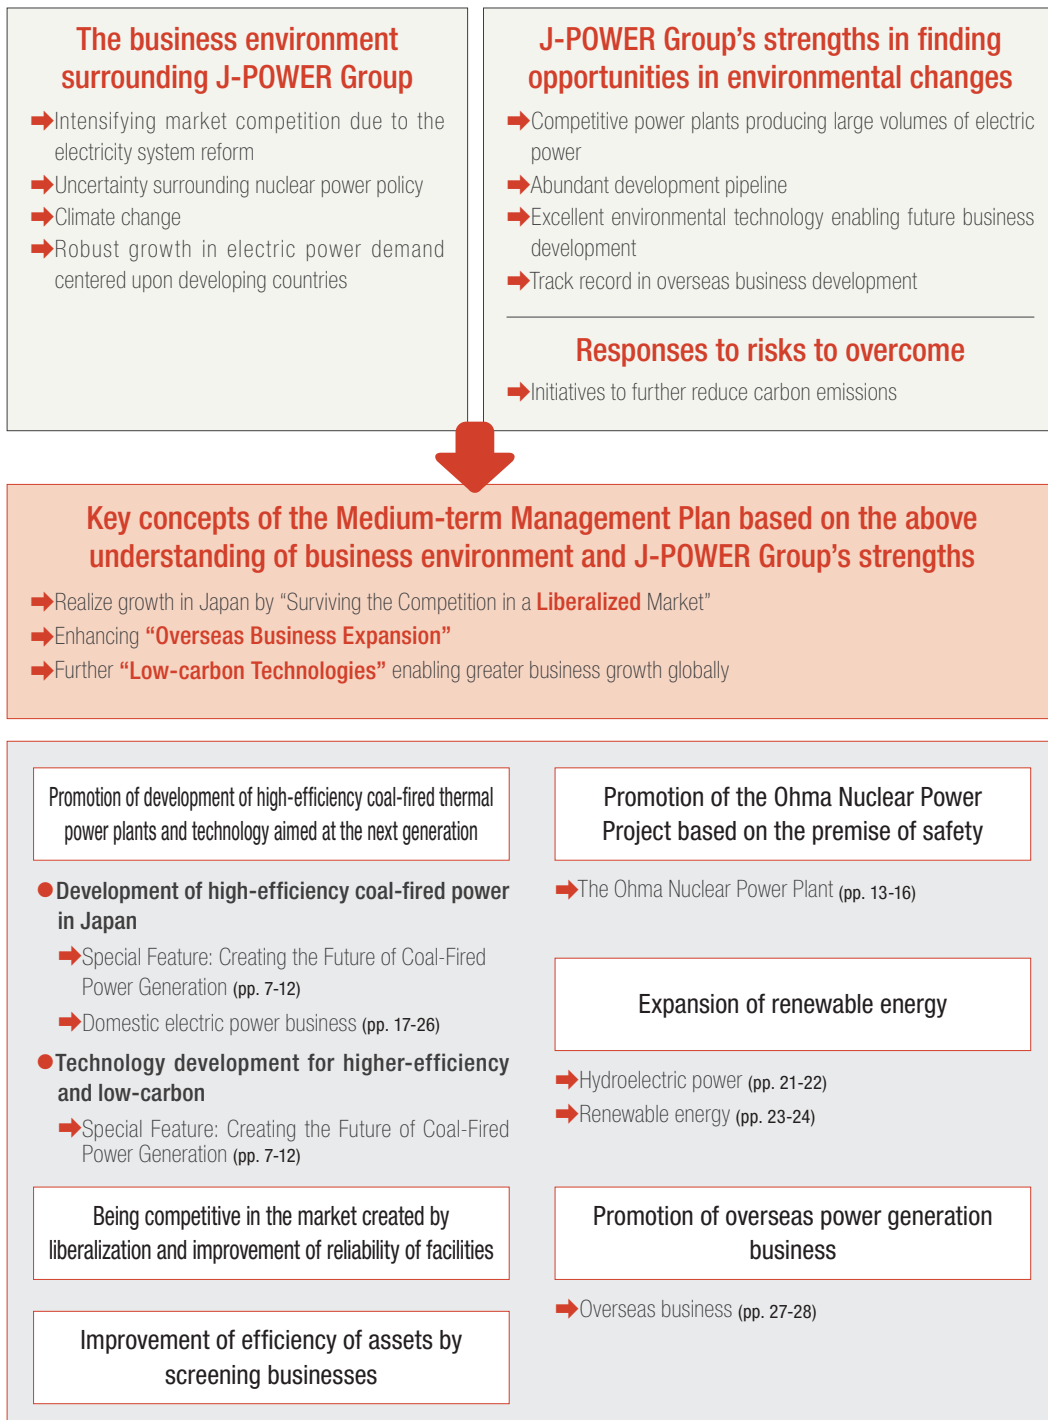 The business environment
surrounding J-POWER Group
Intensifying market competition due to the
electricity system reform
Uncertainty surrounding nuclear power policy
Climate change
Robust growth in electric power demand
centered upon developing countries
J-POWER Group’s strengths in finding
opportunities in environmental changes
Competitive power plants producing large volumes of electric
power
Abundant development pipeline
Excellent environmental technology enabling future business
development
Track record in overseas business development
Responses to risks to overcome
Initiatives to further reduce carbon emissions
Key concepts of the Medium-term Management Plan based on the above
understanding of business environment and J-POWER Group’s strengths
Realize growth in Japan by “Surviving the Competition in a Liberalized Market”
Enhancing “Overseas Business Expansion”
Further “Low-carbon Technologies” enabling greater business growth globally
Promotion of development of high-efficiency coal-fired thermal
power plants and technology aimed at the next generation
Development of high-efficiency coal-fired power
in Japan
Special Feature: Creating the Future of Coal-Fired
Power Generation (pp. 7-12)
Domestic electric power business (pp. 17-26)
Technology development for higher-efficiency
and low-carbon
Special Feature: Creating the Future of Coal-Fired
Power Generation (pp. 7-12)
Being competitive in the market created by
liberalization and improvement of reliability of facilities
Improvement of efficiency of assets by
screening businesses
Promotion of the Ohma Nuclear Power
Project based on the premise of safety
The Ohma Nuclear Power Plant (pp. 13-16)
Expansion of renewable energy
Hydroelectric power (pp. 21-22)
Renewable energy (pp. 23-24)
Promotion of overseas power generation
business
Overseas business (pp. 27-28)